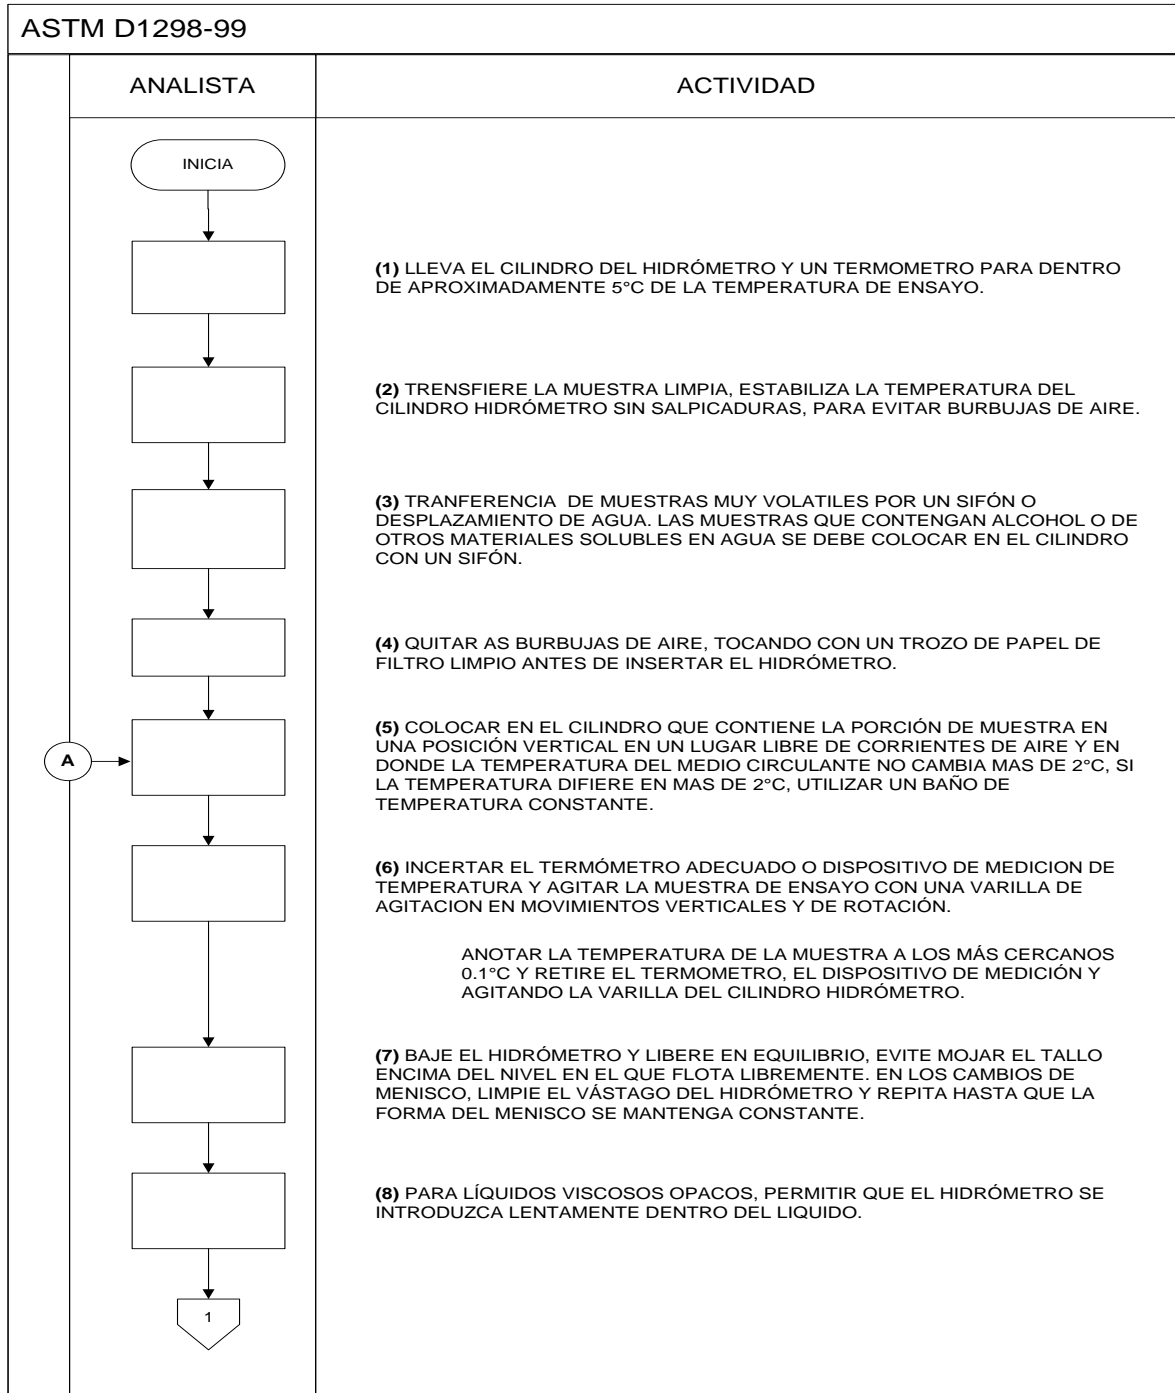 ASTM D1298-99
ANALISTA
ACTIVIDAD
INICIA
(1) LLEVA EL CILINDRO DEL HIDRÓMETRO Y UN TERMOMETRO PARA DENTRO
DE APROXIMADAMENTE 5°C DE LA TEMPERATURA DE ENSAYO.
(2) TRENSFIERE LA MUESTRA LIMPIA, ESTABILIZA LA TEMPERATURA DEL
CILINDRO HIDRÓMETRO SIN SALPICADURAS, PARA EVITAR BURBUJAS DE AIRE.
(3) TRANFERENCIA DE MUESTRAS MUY VOLATILES POR UN SIFÓN O
DESPLAZAMIENTO DE AGUA. LAS MUESTRAS QUE CONTENGAN ALCOHOL O DE
OTROS MATERIALES SOLUBLES EN AGUA SE DEBE COLOCAR EN EL CILINDRO
CON UN SIFÓN.
(4) QUITAR AS BURBUJAS DE AIRE, TOCANDO CON UN TROZO DE PAPEL DE
FILTRO LIMPIO ANTES DE INSERTAR EL HIDRÓMETRO.
A
(5) COLOCAR EN EL CILINDRO QUE CONTIENE LA PORCIÓN DE MUESTRA EN
UNA POSICIÓN VERTICAL EN UN LUGAR LIBRE DE CORRIENTES DE AIRE Y EN
DONDE LA TEMPERATURA DEL MEDIO CIRCULANTE NO CAMBIA MAS DE 2°C, SI
LA TEMPERATURA DIFIERE EN MAS DE 2°C, UTILIZAR UN BAÑO DE
TEMPERATURA CONSTANTE.
(6) INCERTAR EL TERMÓMETRO ADECUADO O DISPOSITIVO DE MEDICION DE
TEMPERATURA Y AGITAR LA MUESTRA DE ENSAYO CON UNA VARILLA DE
AGITACION EN MOVIMIENTOS VERTICALES Y DE ROTACIÓN.
ANOTAR LA TEMPERATURA DE LA MUESTRA A LOS MÁS CERCANOS
0.1°C Y RETIRE EL TERMOMETRO, EL DISPOSITIVO DE MEDICIÓN Y
AGITANDO LA VARILLA DEL CILINDRO HIDRÓMETRO.
(7) BAJE EL HIDRÓMETRO Y LIBERE EN EQUILIBRIO, EVITE MOJAR EL TALLO
ENCIMA DEL NIVEL EN EL QUE FLOTA LIBREMENTE. EN LOS CAMBIOS DE
MENISCO, LIMPIE EL VÁSTAGO DEL HIDRÓMETRO Y REPITA HASTA QUE LA
FORMA DEL MENISCO SE MANTENGA CONSTANTE.
(8) PARA LÍQUIDOS VISCOSOS OPACOS, PERMITIR QUE EL HIDRÓMETRO SE
INTRODUZCA LENTAMENTE DENTRO DEL LIQUIDO.
1